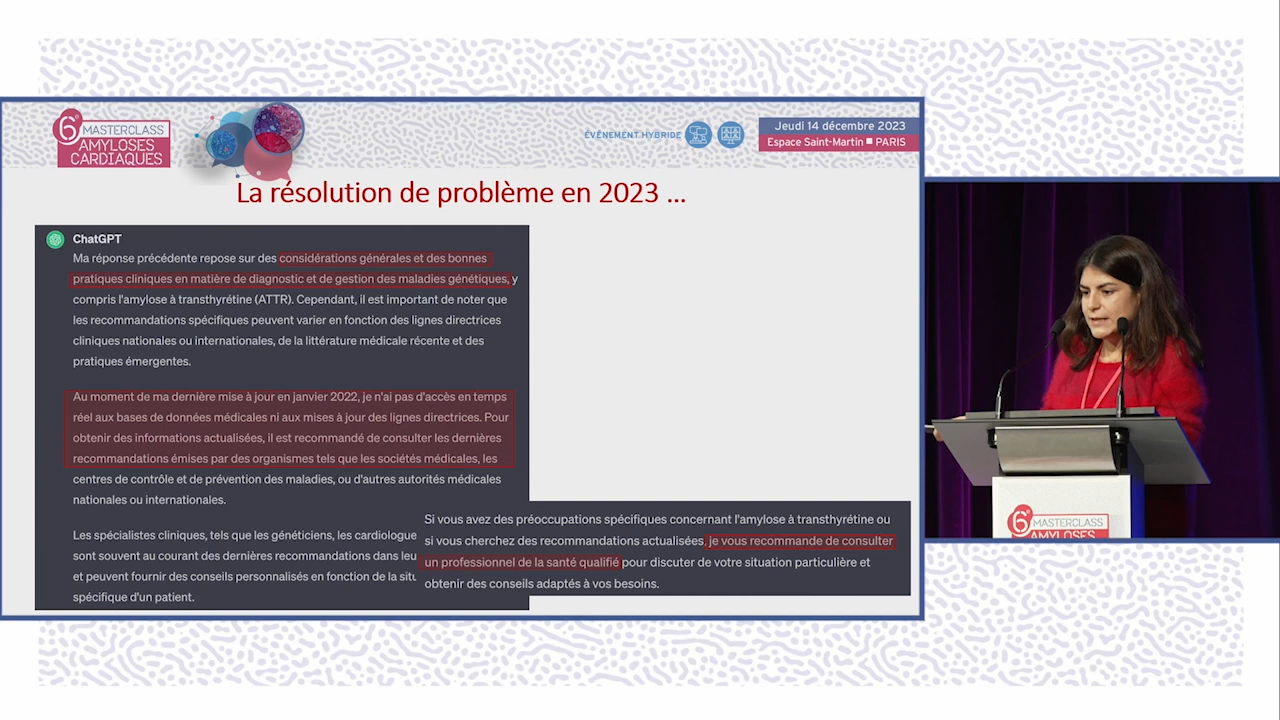 6e MASTERCLASS
AMYLOSES
CARDIAQUES
ÉVÉNEMENT HYBRIDE
Jeudi 14 décembre 2023
Espace Saint-Martin ■ PARIS
La résolution de problème en 2023 ...
ChatGPT
Ma réponse précédente repose sur des considérations générales et des bonnes
pratiques cliniques en matière de diagnostic et de gestion des maladies génétiques, y
compris l'amylose à transthyrétine (ATTR). Cependant, il est important de noter que
les recommandations spécifiques peuvent varier en fonction des lignes directrices
cliniques nationales ou internationales, de la littérature médicale récente et des
pratiques émergentes.
Au moment de ma dernière mise à jour en janvier 2022, je n'ai pas d'accès en temps
réel aux bases de données médicales ni aux mises à jour des lignes directrices. Pour
obtenir des informations actualisées, il est recommandé de consulter les dernières
recommandations émises par des organismes tels que les sociétés médicales, les
centres de contrôle et de prévention des maladies, ou d'autres autorités médicales
nationales ou internationales.
Les spécialistes cliniques, tels que les généticiens, les cardiologue
sont souvent au courant des dernières recommandations dans leu
et peuvent fournir des conseils personnalisés en fonction de la situ
spécifique d'un patient.
Si vous avez des préoccupations spécifiques concernant l'amylose à transthyrétine ou
si vous cherchez des recommandations actualisées, je vous recommande de consulter
un professionnel de la santé qualifié pour discuter de votre situation particulière et
obtenir des conseils adaptés à vos besoins.
6e MASTERCLASS
AMYLOSES